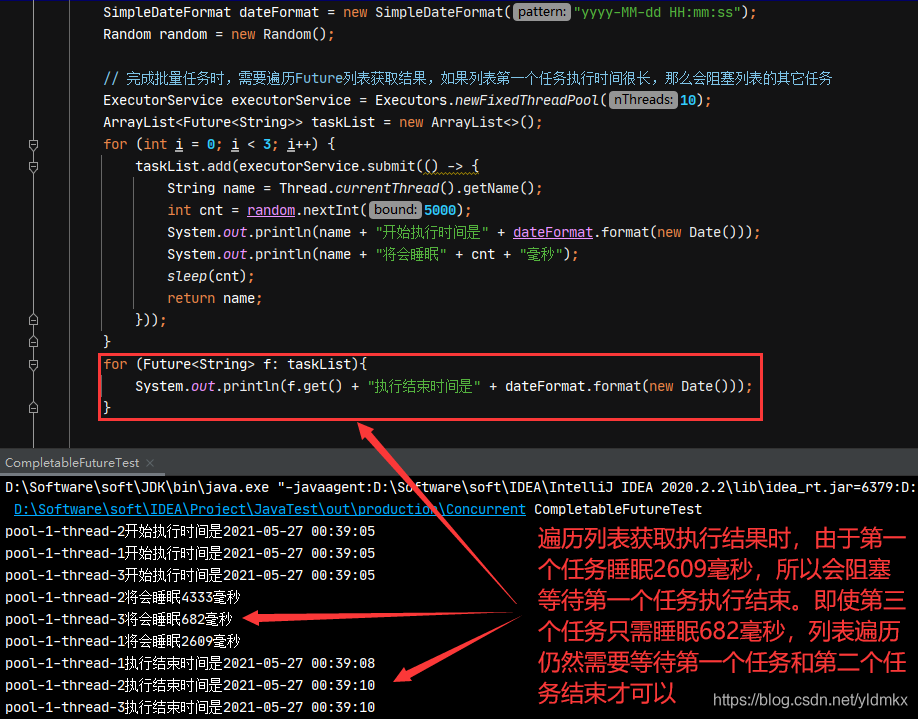 SimpleDateFormat dateFormat = new SimpleDateFormat( pattern: "yyyy-MM-dd HH:mm:ss");
Random random = new Random();
// 完成批量任务时，需要遍历Future列表获取结果，如果列表第一个任务执行时间很长，那么会阻塞列表的其它任务
ExecutorService executorService = Executors.newFixedThreadPool( nThreads: 10);
ArrayList<Future<String>> taskList = new ArrayList<>();
for (int i = 0; i < 3; i++) {
taskList.add(executorService.submit(() -> {
String name = Thread.currentThread().getName();
int cnt = random.nextInt( bound: 5000);
System.out.println(name + "开始执行时间是" + dateFormat.format(new Date()));
System.out.println(name + "将会睡眠" + cnt + "毫秒");
sleep(cnt);
return name;
}));
}
for (Future<String> f: taskList){
System.out.println(f.get() + "执行结束时间是" + dateFormat.format(new Date()));
}
CompletableFutureTest ×
D:\Software\soft\JDK\bin\java.exe "-javaagent:D:\Software\soft\IDEA\IntelliJ IDEA 2020.2.2\lib\idea_rt.jar=6379:D:
D:\Software\soft\IDEA\Project\JavaTest\out\production\Concurrent CompletableFutureTest
pool-1-thread-2开始执行时间是2021-05-27 00:39:05
pool-1-thread-1开始执行时间是2021-05-27 00:39:05
pool-1-thread-3开始执行时间是2021-05-27 00:39:05
pool-1-thread-2将会睡眠4333毫秒
pool-1-thread-3将会睡眠682毫秒
pool-1-thread-1将会睡眠2609毫秒
pool-1-thread-1执行结束时间是2021-05-27 00:39:08
pool-1-thread-2执行结束时间是2021-05-27 00:39:10
pool-1-thread-3执行结束时间是2021-05-27 00:39:10
遍历列表获取执行结果时，由于第一
个任务睡眠2609毫秒，所以会阻塞
等待第一个任务执行结束。即使第三
个任务只需睡眠682毫秒，列表遍历
仍然需要等待第一个任务和第二个任
务结束才可以
https://blog.csdn.net/yldmkx